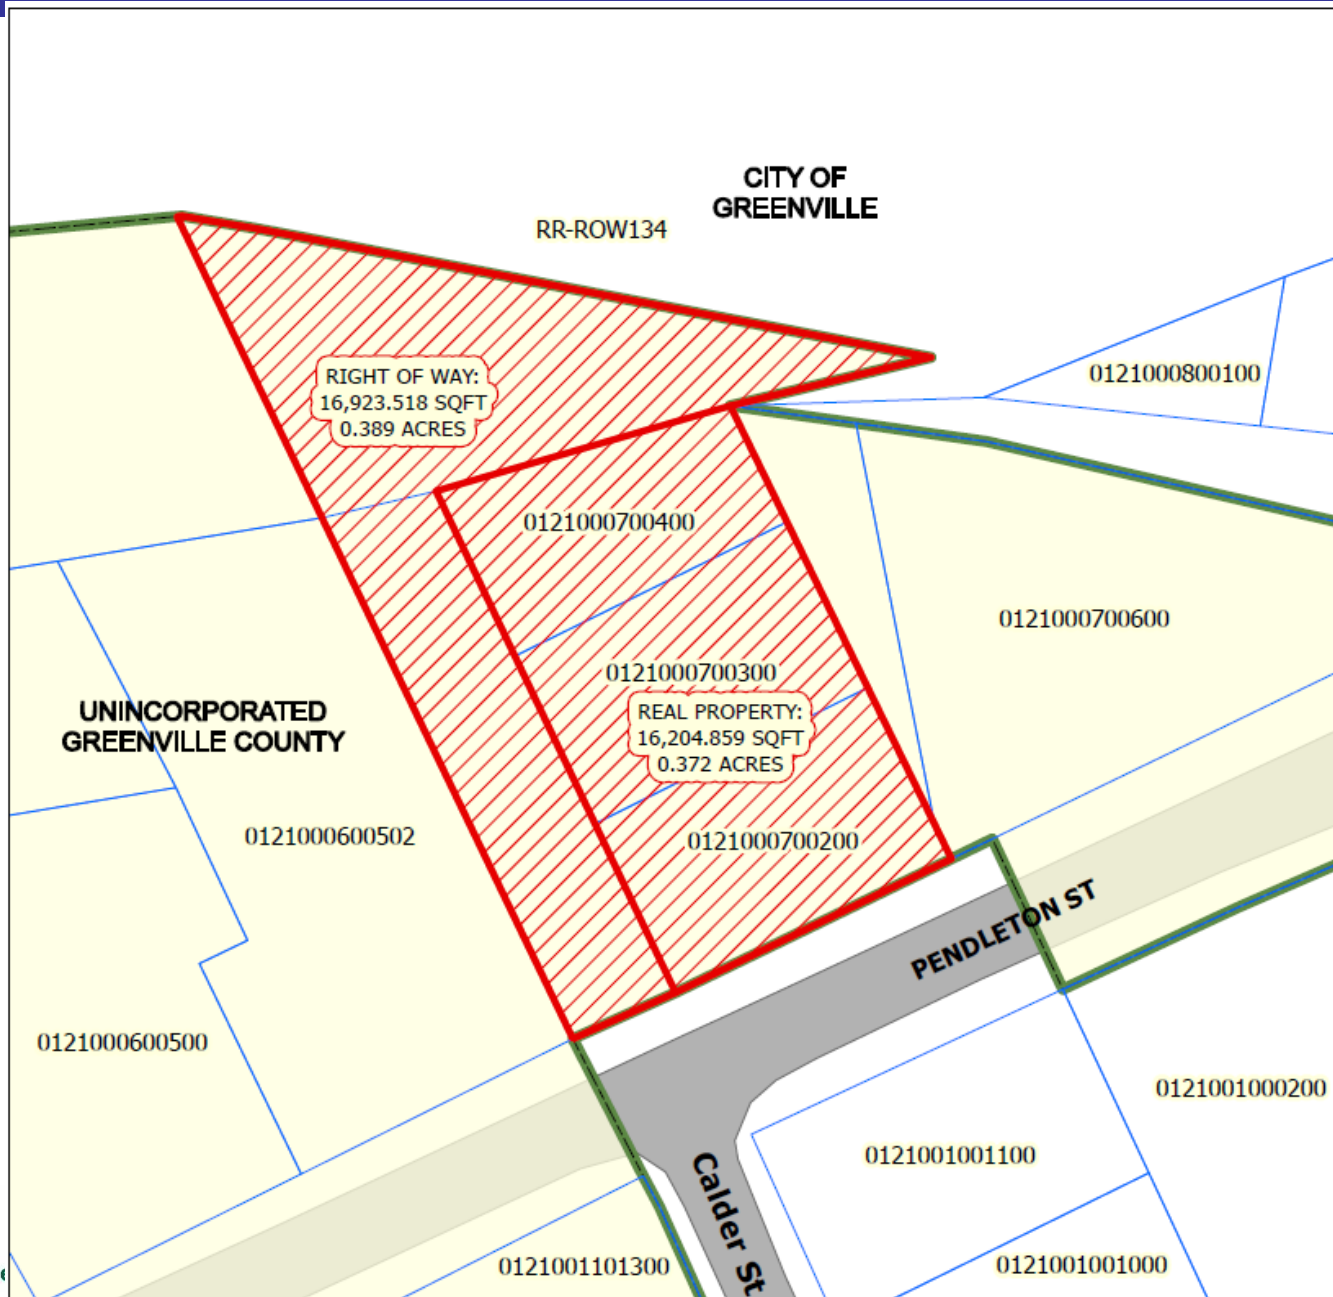 CITY OF
GREENVILLE
RR-ROW134
RIGHT OF WAY:
16,923.518 SQFT
0.389 ACRES
0121000800100
0121000700400
0121000700600
0121000700300
REAL PROPERTY:
16,204.859 SQFT
0.372 ACRES
UNINCORPORATED
GREENVILLE COUNTY
0121000600502
0121000700200
PENDLETON ST
0121000600500
0121001000200
0121001001100
Calder St
0121001101300
0121001001000